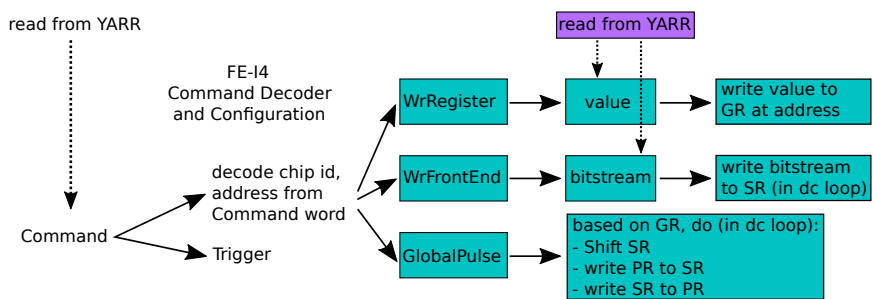 read from YARR
read from YARR
FE-I4
Command Decoder
and Configuration
WrRegister
value
write value to
GR at address
decode chip id,
address from
Command word
WrFrontEnd
bitstream
write bitstream
to SR (in dc loop)
Command
Trigger
GlobalPulse
based on GR, do (in dc loop):
- Shift SR
- write PR to SR
- write SR to PR